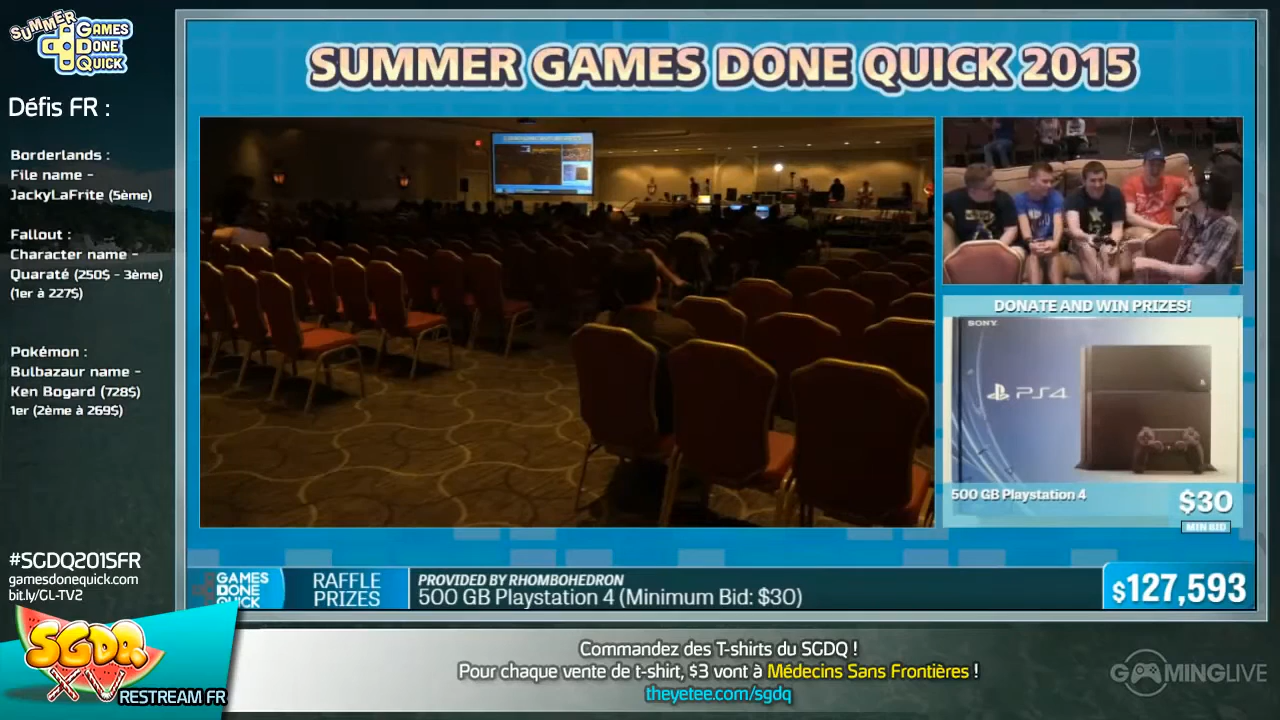 SUMMER
GAMES
DONE
QUICK
Défis FR :
Borderlands :
File name -
JackyLaFrite (5ème)
Fallout :
Character name -
Quaraté (250$ - 3ème)
(1er à 227$)
Pokémon :
Bulbazaur name -
Ken Bogard (728$)
1er (2ème à 269$)
#SGDQ2015FR
gamesdonequick.com
bit.ly/GL-TV2
SGDQ
XV
RESTREAM FR
SUMMER GAMES DONE QUICK 2015
DONATE AND WIN PRIZES!
SONY
PS4
500 GB Playstation 4
$30
MIN BID
GAMES
DONE
QUICK
RAFFLE
PRIZES
PROVIDED BY RHOMBOHEDRON
500 GB Playstation 4 (Minimum Bid: $30)
$127,593
Commandez des T-shirts du SGDQ !
Pour chaque vente de t-shirt, $3 vont à Médecins Sans Frontières !
theyetee.com/sgdq
GAMINGLIVE